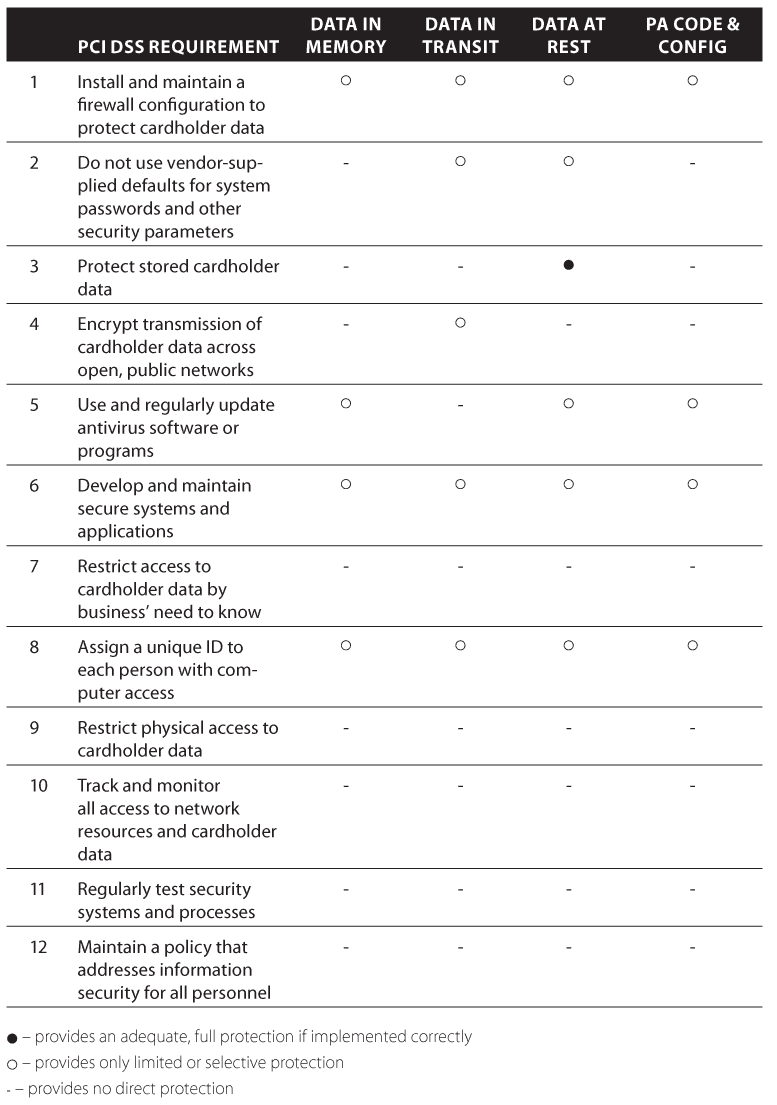 PCI DSS REQUIREMENT DATA IN MEMORY DATA IN TRANSIT DATA AT REST PA CODE & CONFIG
1 Install and maintain a ○ ○ ○ ○
firewall configuration to
protect cardholder data
2 Do not use vendor-sup- - ○ ○ -
plied defaults for system
passwords and other
security parameters
3 Protect stored cardholder - - ● -
data
4 Encrypt transmission of - ○ - -
cardholder data across
open, public networks
5 Use and regularly update ○ - ○ ○
antivirus software or
programs
6 Develop and maintain ○ ○ ○ ○
secure systems and
applications
7 Restrict access to - - - -
cardholder data by
business’ need to know
8 Assign a unique ID to ○ ○ ○ ○
each person with com-
puter access
9 Restrict physical access to - - - -
cardholder data
10 Track and monitor - - - -
all access to network
resources and cardholder
data
11 Regularly test security - - - -
systems and processes
12 Maintain a policy that - - - -
addresses information
security for all personnel
● – provides an adequate, full protection if implemented correctly
○ – provides only limited or selective protection
- – provides no direct protection